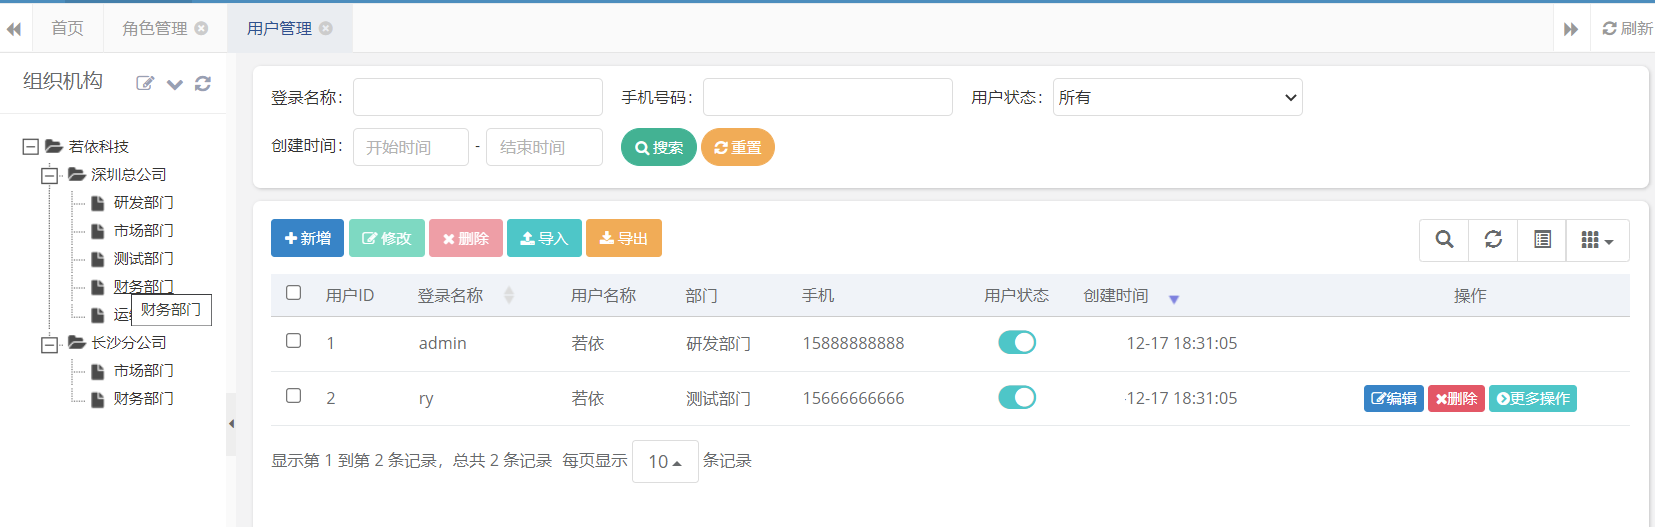 首页
角色管理
用户管理
刷新
组织机构
若依科技
深圳总公司
研发部门
市场部门
测试部门
财务部门
财务部门
长沙分公司
市场部门
财务部门
登录名称：
手机号码：
用户状态： 所有
创建时间： 开始时间 - 结束时间 搜索 重置
新增 修改 删除 导入 导出
用户ID 登录名称 用户名称 部门 手机 用户状态 创建时间 操作
1 admin 若依 研发部门 15888888888 12-17 18:31:05
2 ry 若依 测试部门 15666666666 -12-17 18:31:05 编辑 删除 更多操作
显示第 1 到第 2 条记录，总共 2 条记录 每页显示 10 条记录